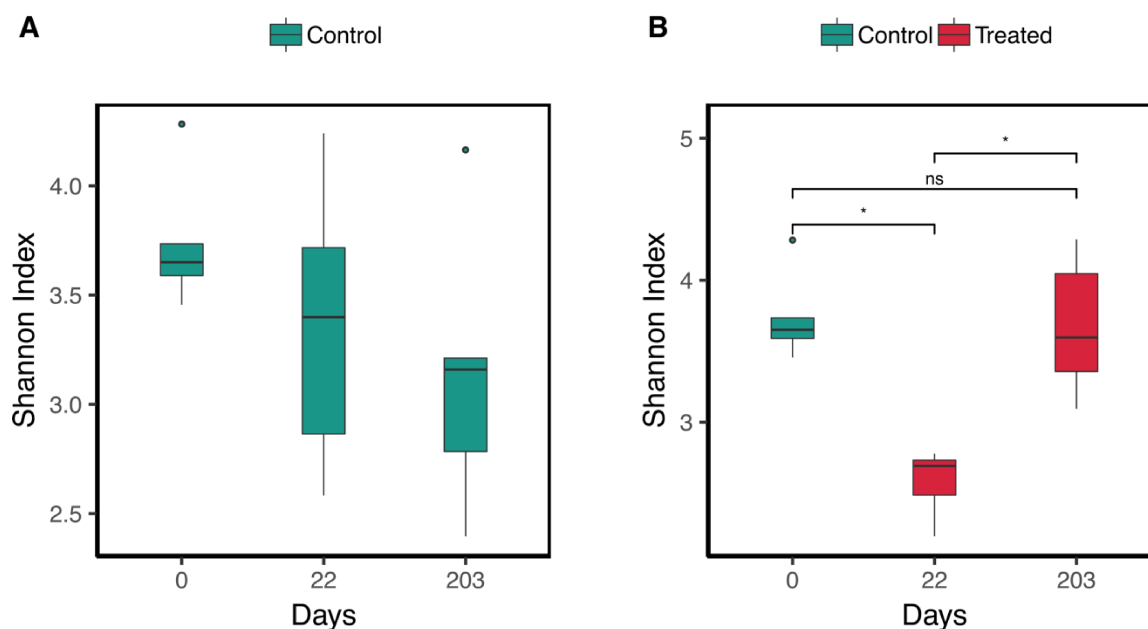 A
Control
Shannon Index
4.0
3.5
3.0
2.5
0 22 203
Days
B
Control Treated
Shannon Index
5
4
3
*
ns
*
0 22 203
Days